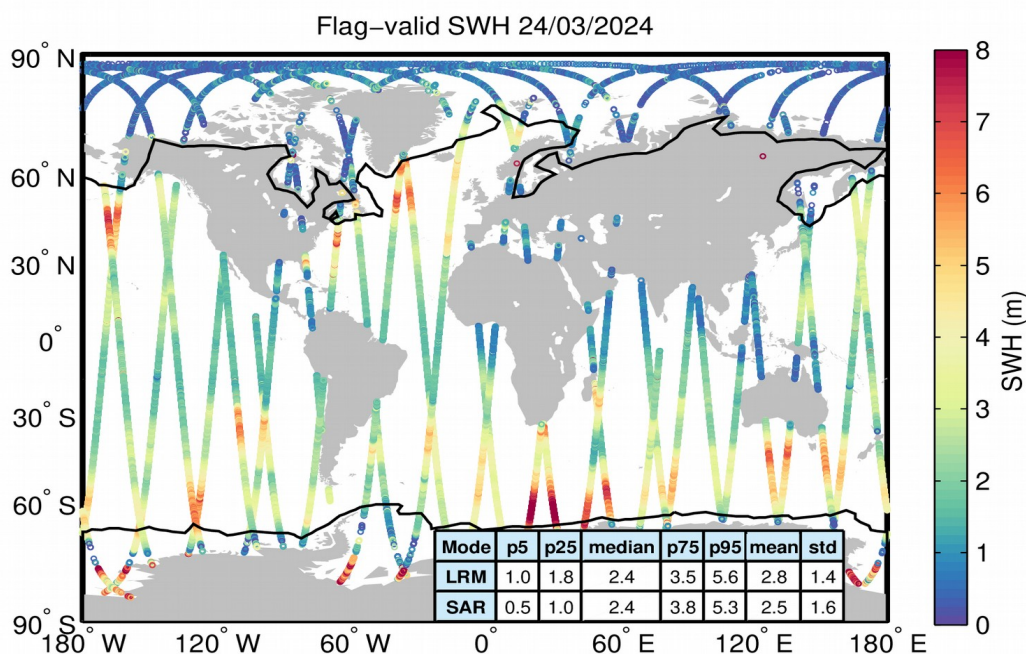 Flag−valid SWH 24/03/2024
90° N
60° N
30° N
0°
30° S
60° S
90° S
180° W
120° W
60° W
0°
60° E
120° E
180° E
Mode p5 p25 median p75 p95 mean std
LRM 1.0 1.8 2.4 3.5 5.6 2.8 1.4
SAR 0.5 1.0 2.4 3.8 5.3 2.5 1.6
8
7
6
5
4
3
2
1
0
SWH (m)